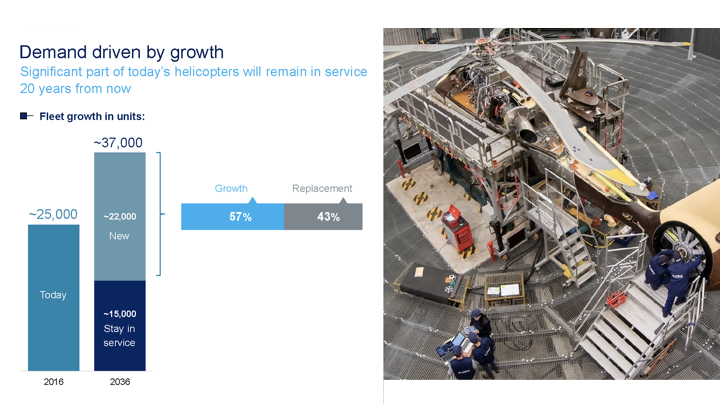 Demand driven by growth
Significant part of today's helicopters will remain in service
20 years from now
Fleet growth in units:
~37,000
~25,000
~22,000
New
Today
~15,000
Stay in
service
2016
2036
Growth
Replacement
57%
43%